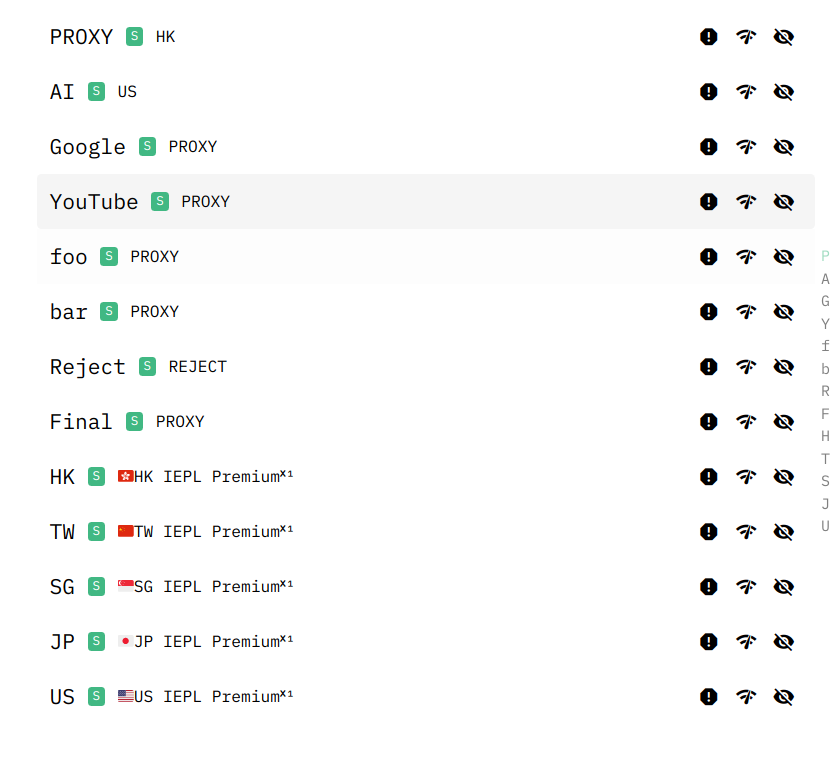 PROXY S HK
AI S US
Google S PROXY
YouTube S PROXY
foo S PROXY
bar S PROXY
Reject S REJECT
Final S PROXY
HK S 🇭🇰HK IEPL Premiumˣ¹
TW S 🇨🇳TW IEPL Premiumˣ¹
SG S 🇸🇬SG IEPL Premiumˣ¹
JP S 🇯🇵JP IEPL Premiumˣ¹
US S 🇺🇸US IEPL Premiumˣ¹
P
A
G
Y
f
b
R
F
H
T
S
J
U